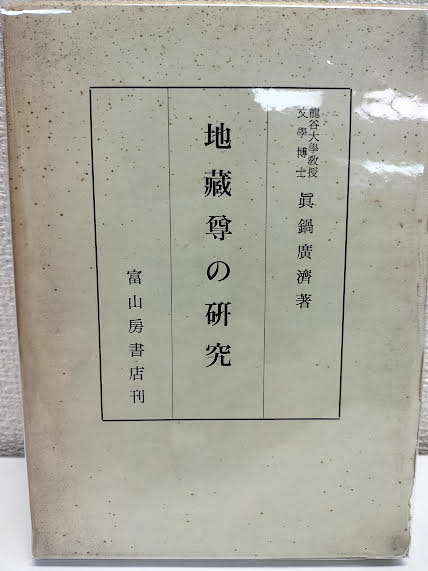 龍谷大學教授
文學博士
眞鍋廣濟著
地藏尊の研究
富山房書店刊